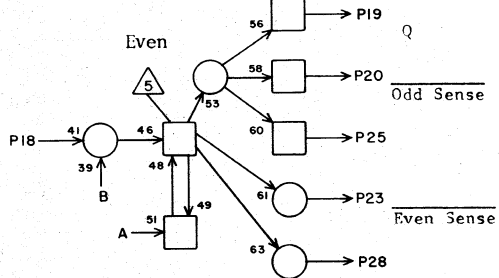 56
P19
Q
Even
5
53
58
P20
Odd Sense
P18
41
46
60
P25
39
48
B
61
P23
Even Sense
49
A
51
63
P28